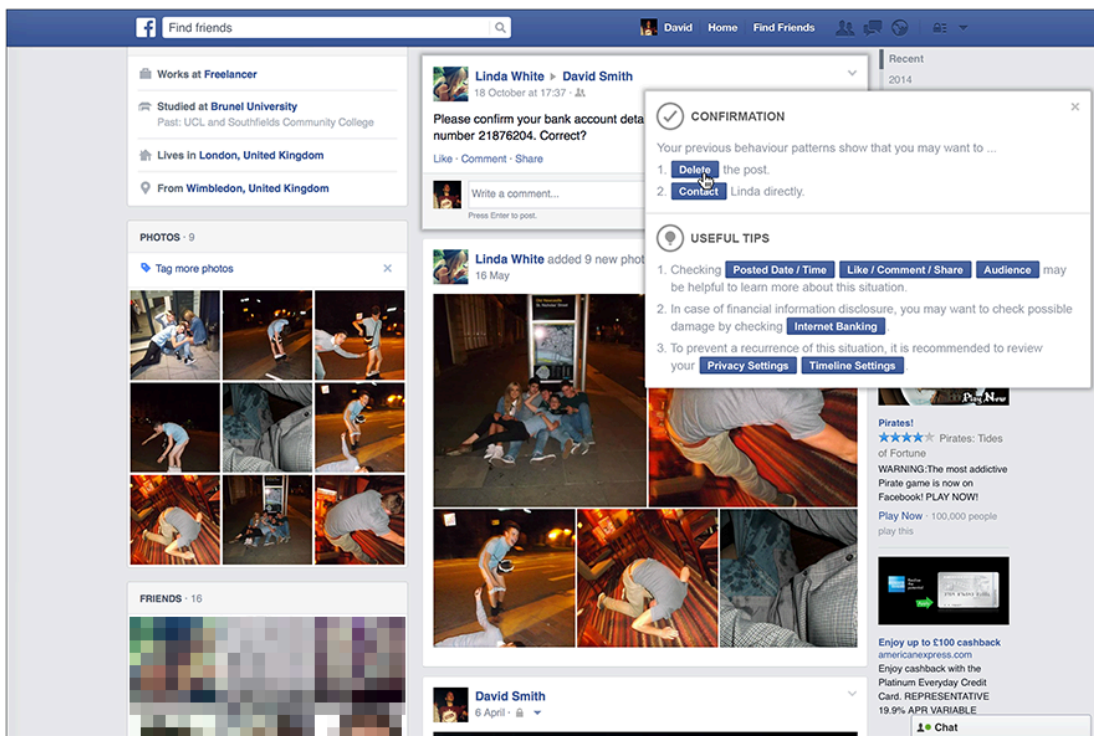 f
Find friends
David
Home
Find Friends
Works at Freelancer
Studied at Brunel University
Past: UCL and Southfields Community College
Lives in London, United Kingdom
From Wimbledon, United Kingdom
PHOTOS · 9
Tag more photos
FRIENDS · 16
Linda White ▸ David Smith
18 October at 17:37 ·
Please confirm your bank account deta
number 21876204. Correct?
Like · Comment · Share
Write a comment...
Press Enter to post.
Linda White added 9 new phot
16 May
David Smith
6 April ·
Recent
2014
CONFIRMATION
Your previous behaviour patterns show that you may want to ...
1. Delete the post.
2. Contact Linda directly.
USEFUL TIPS
1. Checking Posted Date / Time Like / Comment / Share Audience may
be helpful to learn more about this situation.
2. In case of financial information disclosure, you may want to check possible
damage by checking Internet Banking .
3. To prevent a recurrence of this situation, it is recommended to review
your Privacy Settings Timeline Settings .
Play Now
Pirates!
Pirates: Tides
of Fortune
WARNING:The most addictive
Pirate game is now on
Facebook! PLAY NOW!
Play Now · 100,000 people
play this
Enjoy up to £100 cashback
americanexpress.com
Enjoy cashback with the
Platinum Everyday Credit
Card. REPRESENTATIVE
19.9% APR VARIABLE
Chat